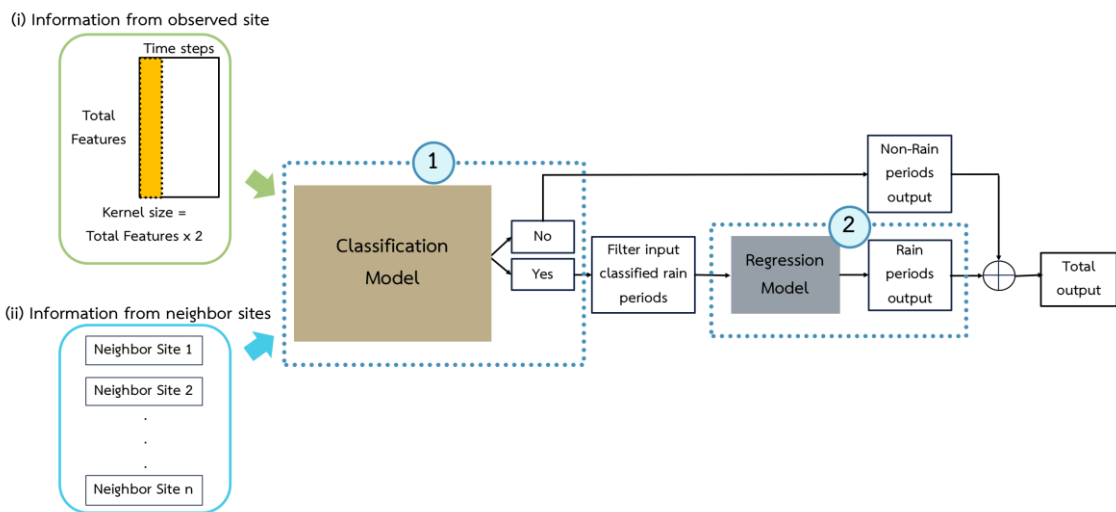 (i) Information from observed site
Time steps
Total
Features
Kernel size =
Total Features x 2
(ii) Information from neighbor sites
Neighbor Site 1
Neighbor Site 2
.
.
.
Neighbor Site n
1
Classification
Model
No
Yes
Filter input
classified rain
periods
Non-Rain
periods
output
2
Regression
Model
Rain
periods
output
Total
output